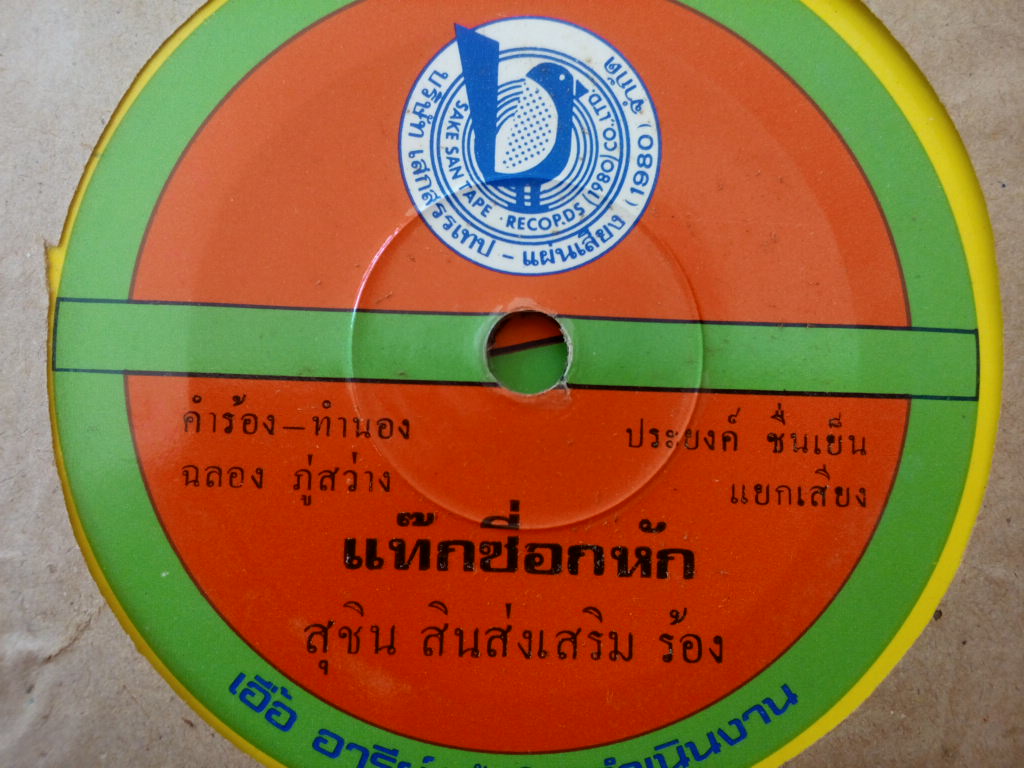 บริษัท เสกสรรเทป - แผ่นเสียง (1980) จำกัด
SAKE SAN TAPE · RECORDS (1980) CO., LTD.
คำร้อง–ทำนอง
ฉลอง ภู่สว่าง
ประยงค์ ชื่นเย็น
แยกเสียง
แท๊กซี่อกหัก
สุชิน สินส่งเสริม ร้อง
เฮีอ อารีย์